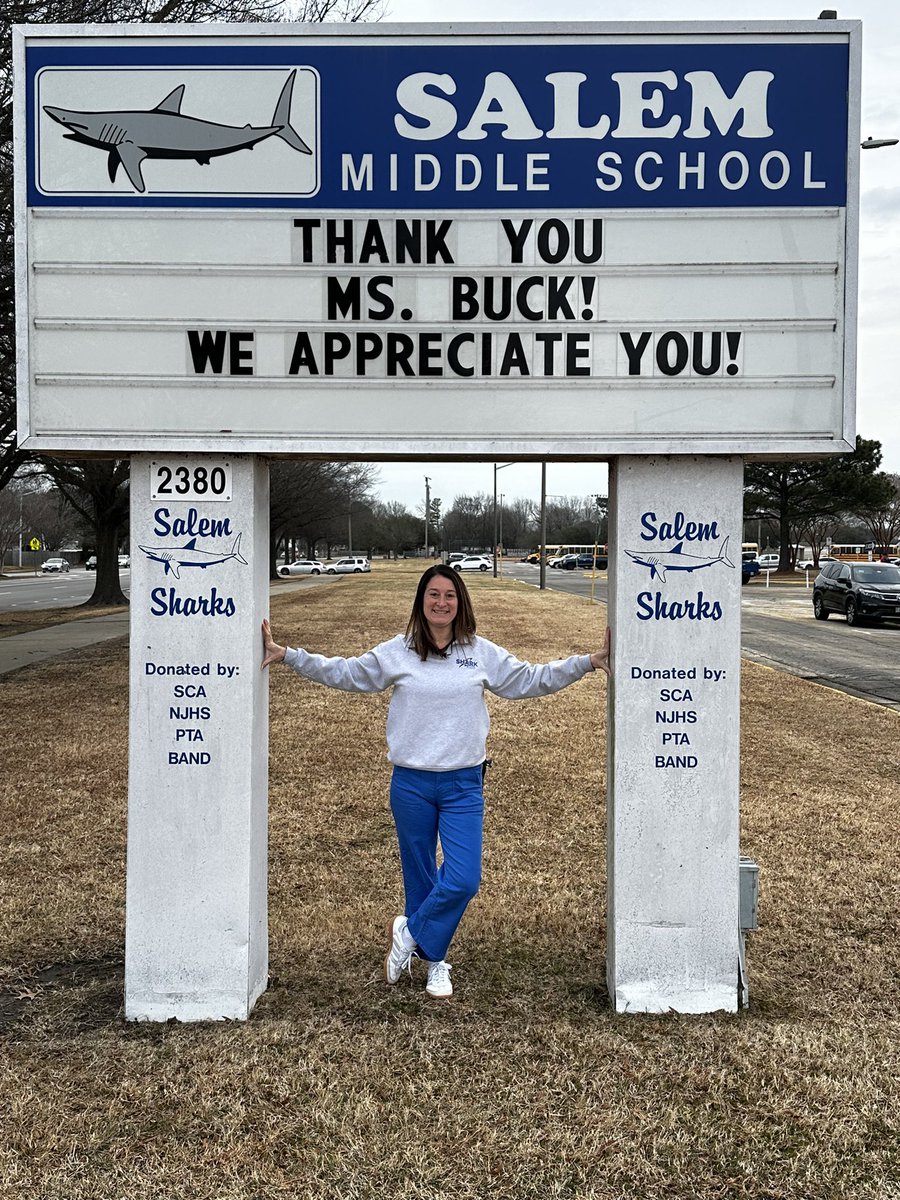 SALEM
MIDDLE SCHOOL
THANK YOU
MS. BUCK!
WE APPRECIATE YOU!
2380
Salem
Sharks
Donated by:
SCA
NJHS
PTA
BAND
Salem
Sharks
Donated by:
SCA
NJHS
PTA
BAND